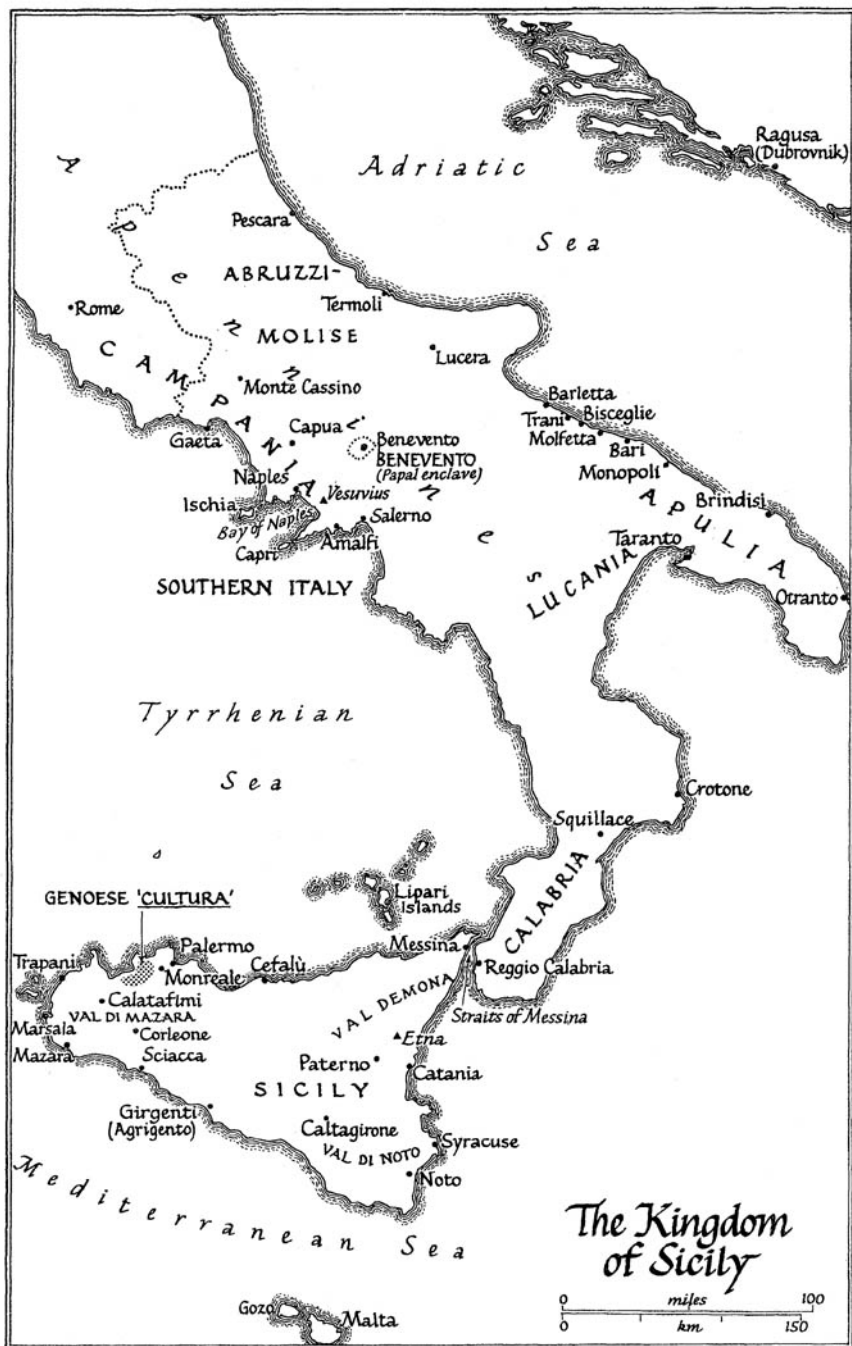 Ragusa
(Dubrovnik)
Adriatic
Sea
Apennines
Pescara
ABRUZZI-
MOLISE
Termoli
Rome
CAMPANIA
Monte Cassino
Lucera
Gaeta
Capua
Benevento
BENEVENTO
(Papal enclave)
Barletta
Trani
Bisceglie
Molfetta
Bari
Monopoli
Naples
Vesuvius
Ischia
Bay of Naples
Salerno
Capri
Amalfi
SOUTHERN ITALY
APULIA
Brindisi
Taranto
LUCANIA
Otranto
Tyrrhenian
Sea
Crotone
Squillace
CALABRIA
Lipari
Islands
GENOESE 'CULTURA'
Palermo
Messina
Trapani
Monreale
Cefalù
Reggio Calabria
Calatafimi
VAL DEMONA
Straits of Messina
VAL DI MAZARA
Marsala
Corleone
Etna
Mazara
Sciacca
Paterno
Catania
SICILY
Girgenti
(Agrigento)
Caltagirone
VAL DI NOTO
Syracuse
Noto
Mediterranean Sea
The Kingdom
of Sicily
0 miles 100
0 km 150
Gozo
Malta